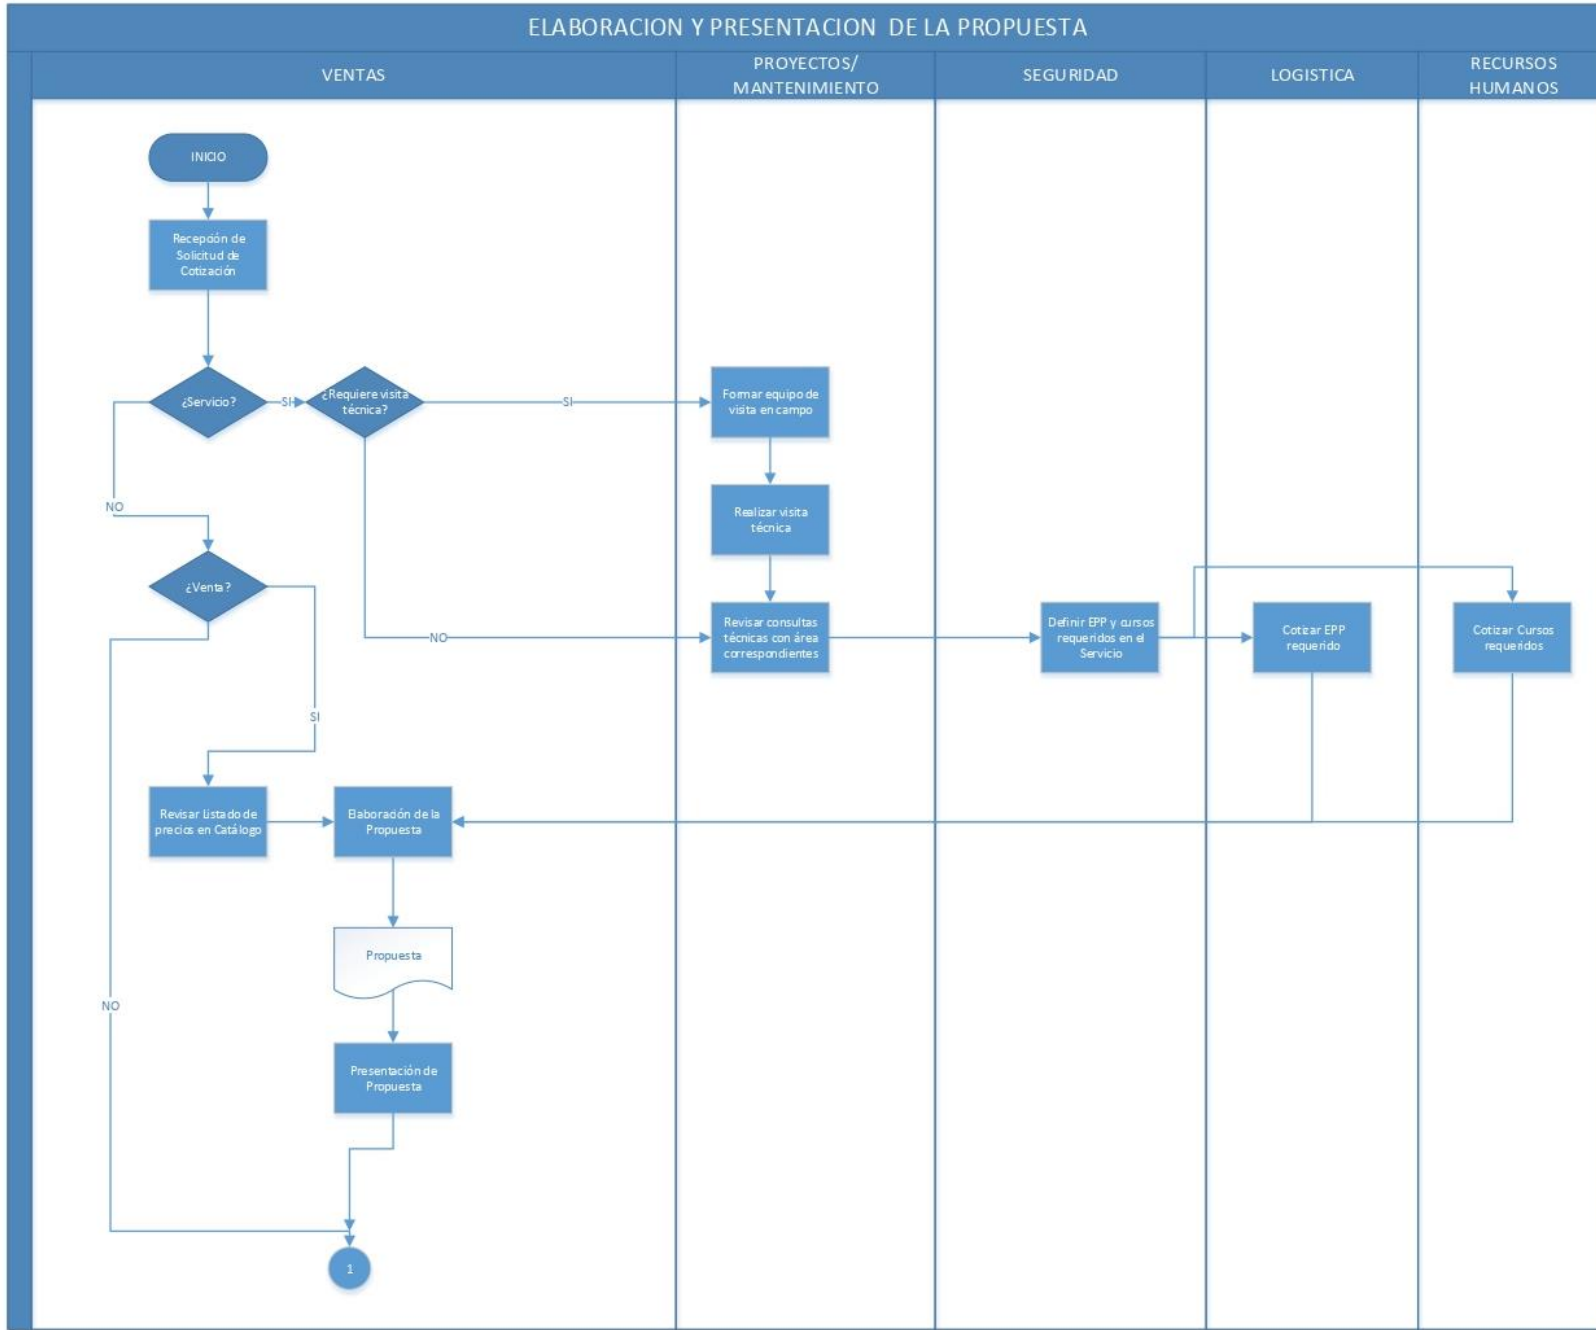 ELABORACION Y PRESENTACION DE LA PROPUESTA
VENTAS
PROYECTOS/
MANTENIMIENTO
SEGURIDAD
LOGISTICA
RECURSOS
HUMANOS
INICIO
Recepción de
Solicitud de
Cotización
¿Servicio?
SI
¿Requiere visita
técnica?
SI
Formar equipo de
visita en campo
NO
Realizar visita
técnica
¿Venta?
NO
Revisar consultas
técnicas con área
correspondientes
Definir EPP y cursos
requeridos en el
Servicio
Cotizar EPP
requerido
Cotizar Cursos
requeridos
SI
Revisar Listado de
precios en Catálogo
Elaboración de la
Propuesta
Propuesta
NO
Presentación de
Propuesta
1